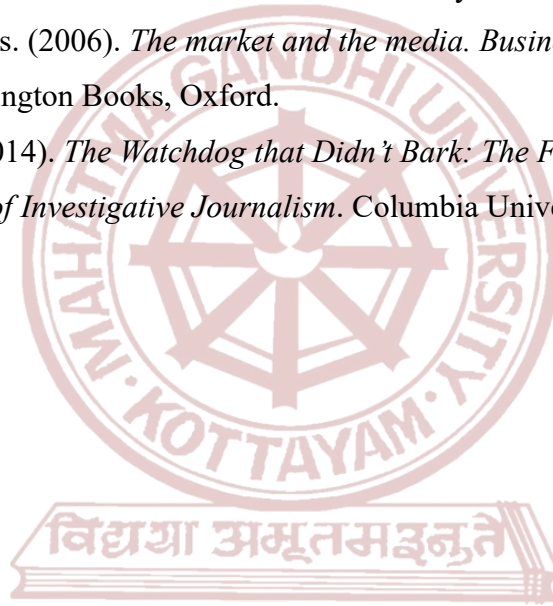 s. (2006). The market and the media. Busin
ngton Books, Oxford.
014). The Watchdog that Didn't Bark: The F
of Investigative Journalism. Columbia Unive
MAHATMA GANDHI UNIVERSITY
KOTTAYAM
विद्यया अमृतमश्नुते